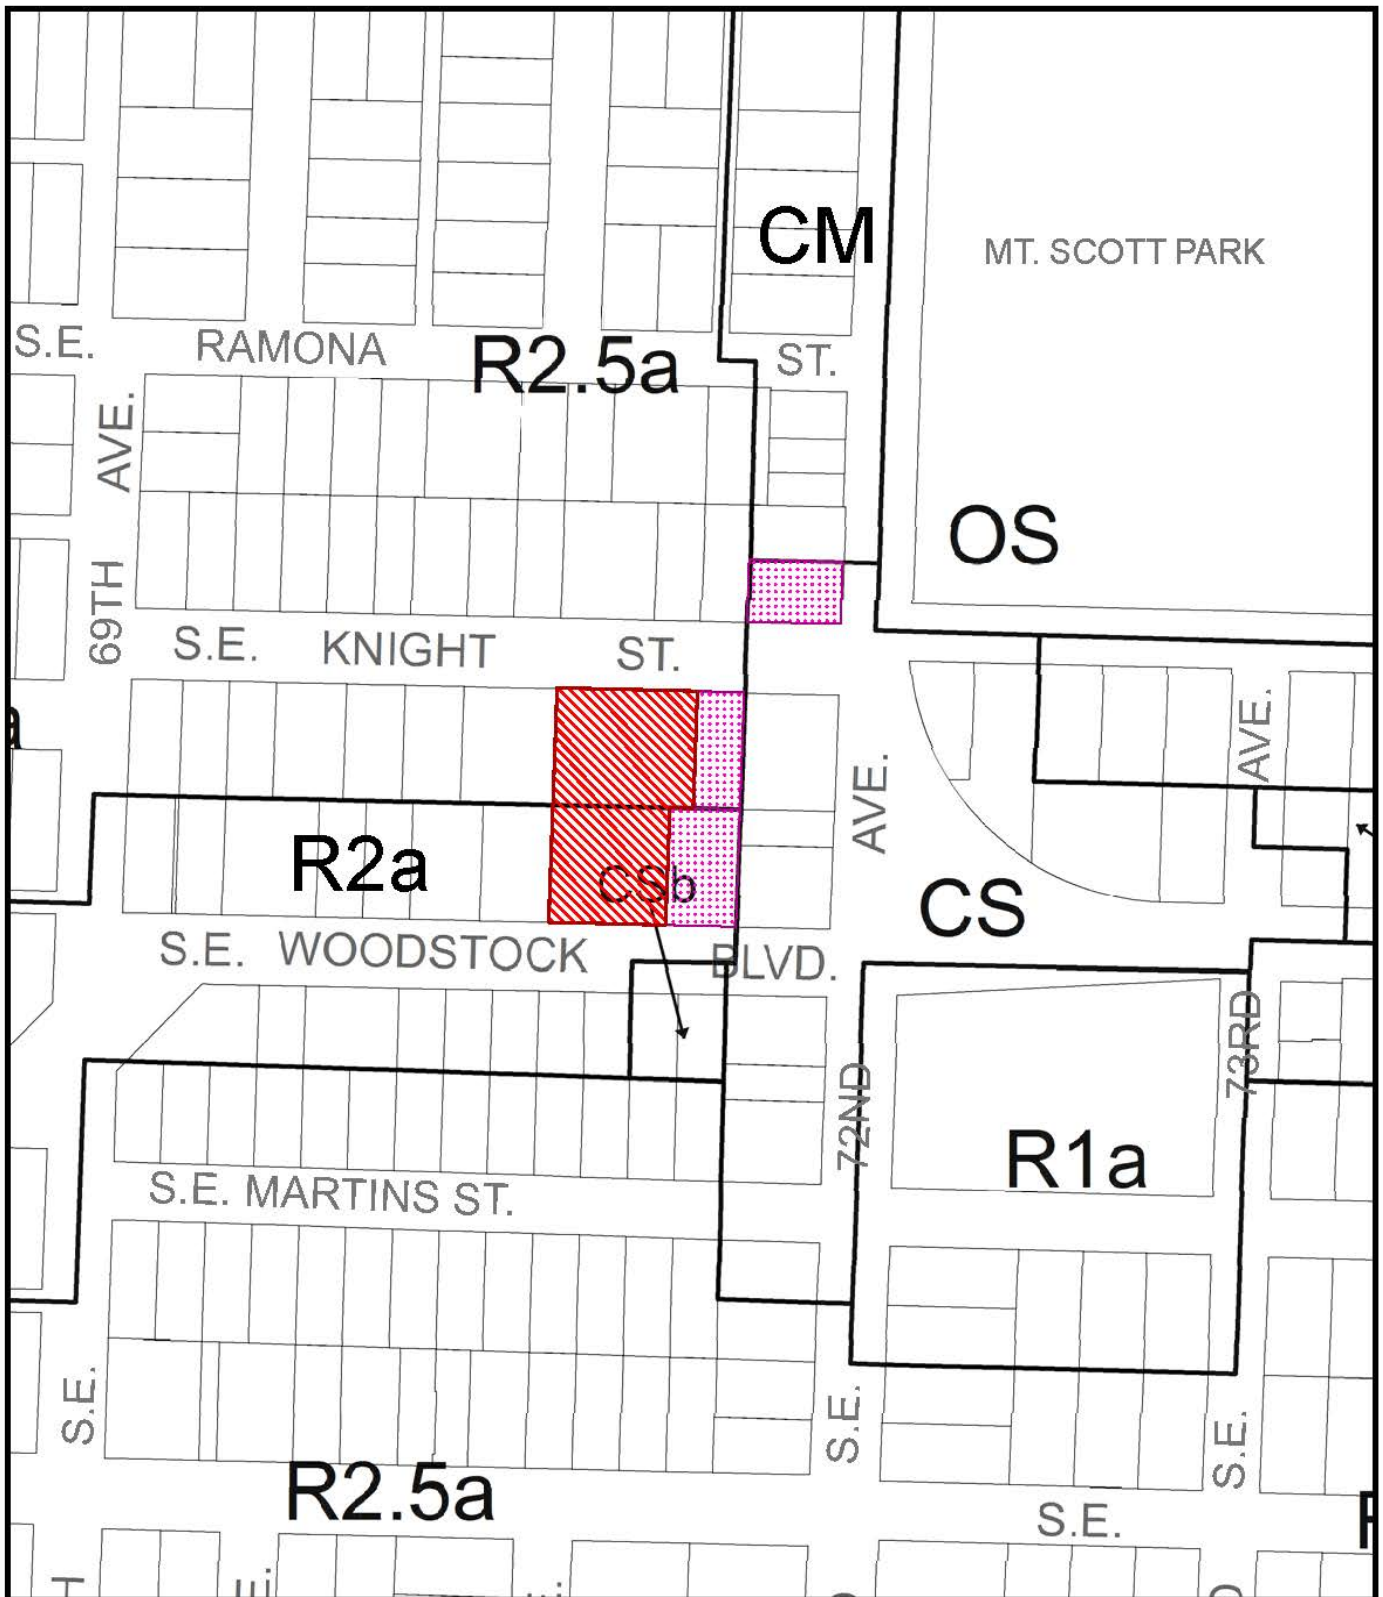 CM
MT. SCOTT PARK
S.E. RAMONA ST.
R2.5a
AVE.
OS
69TH
S.E. KNIGHT ST.
a
AVE.
AVE.
R2a
CSb
CS
S.E. WOODSTOCK BLVD.
73RD
72ND
R1a
S.E. MARTINS ST.
S.E.
S.E.
S.E.
R2.5a
S.E.